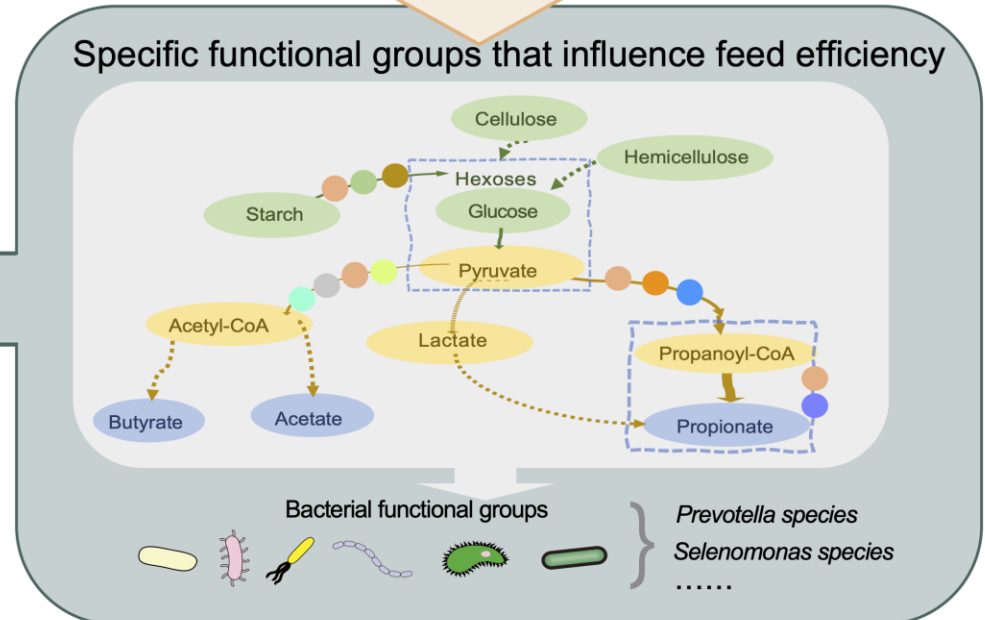 Specific functional groups that influence feed efficiency
Cellulose
Hemicellulose
Hexoses
Starch
Glucose
Pyruvate
Acetyl-CoA
Lactate
Propanoyl-CoA
Butyrate
Acetate
Propionate
Bacterial functional groups
Prevotella species
Selenomonas species
......